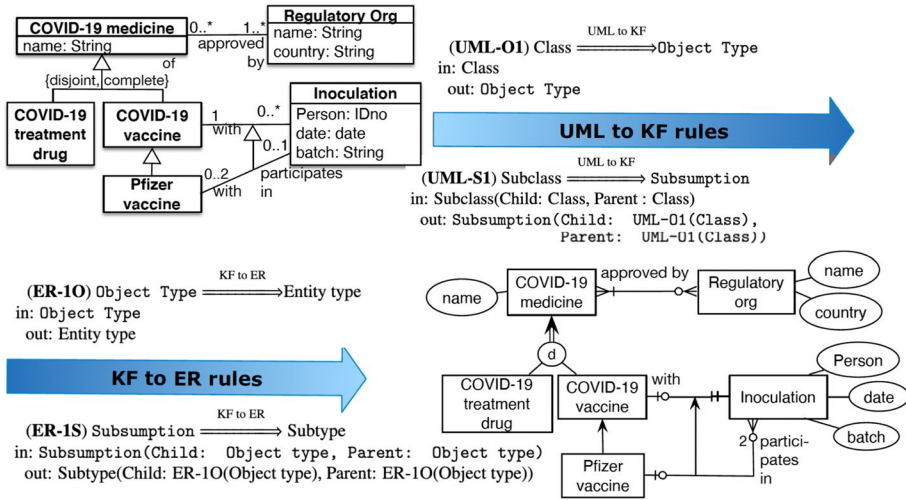 COVID-19 medicine
name: String
0..*
1..*
approved
by
Regulatory Org
name: String
country: String
of
{disjoint, complete}
COVID-19
treatment
drug
COVID-19
vaccine
1
with
0..*
Inoculation
Person: IDno
date: date
batch: String
0..1
participates
in
0..2
with
Pfizer
vaccine
(UML-O1) Class UML to KF Object Type
in: Class
out: Object Type
UML to KF rules
(UML-S1) Subclass UML to KF Subsumption
in: Subclass(Child: Class, Parent : Class)
out: Subsumption(Child: UML-O1(Class),
Parent: UML-O1(Class))
(ER-1O) Object Type KF to ER Entity type
in: Object Type
out: Entity type
KF to ER rules
(ER-1S) Subsumption KF to ER Subtype
in: Subsumption(Child: Object type, Parent: Object type)
out: Subtype(Child: ER-1O(Object type), Parent: ER-1O(Object type))
name
COVID-19
medicine
approved by
Regulatory
org
name
country
d
COVID-19
treatment
drug
COVID-19
vaccine
with
Inoculation
Person
date
batch
2
partici-
pates
in
Pfizer
vaccine